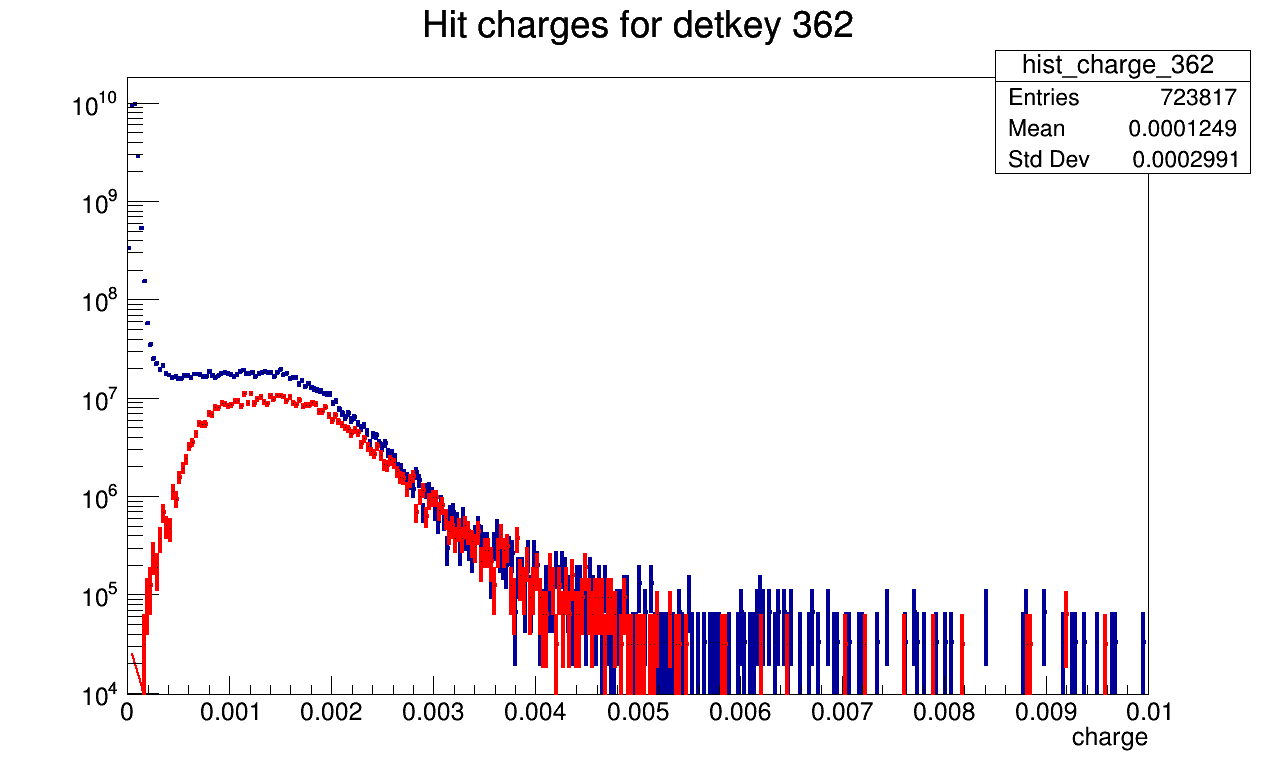 Hit charges for detkey 362
hist_charge_362
Entries 723817
Mean 0.0001249
Std Dev 0.0002991
10^10
10^9
10^8
10^7
10^6
10^5
10^4
0 0.001 0.002 0.003 0.004 0.005 0.006 0.007 0.008 0.009 0.01
charge